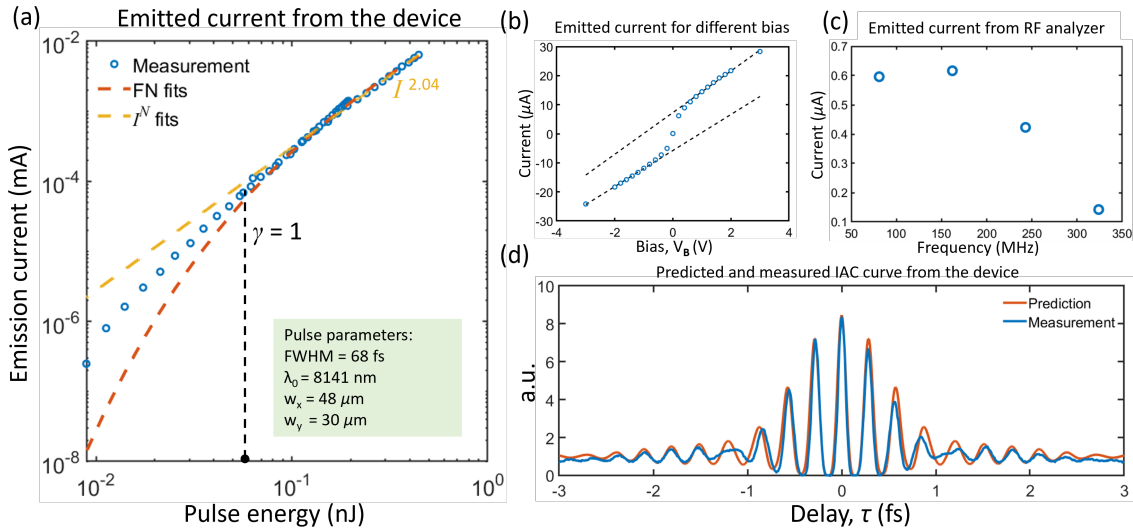 (a)
Emitted current from the device
10⁻²
10⁻⁴
10⁻⁶
10⁻⁸
10⁻²
10⁻¹
10⁰
Emission current (mA)
Pulse energy (nJ)
Measurement
FN fits
I^N fits
I^2.04
γ = 1
Pulse parameters:
FWHM = 68 fs
λ₀ = 8141 nm
wₓ = 48 μm
w_y = 30 μm
(b)
Emitted current for different bias
30
20
10
0
-10
-20
-30
-4
-2
0
2
4
Current (μA)
Bias, V_B (V)
(c)
Emitted current from RF analyzer
0.7
0.6
0.5
0.4
0.3
0.2
0.1
50
100
150
200
250
300
350
Current (μA)
Frequency (MHz)
(d)
Predicted and measured IAC curve from the device
10
8
6
4
2
0
-3
-2
-1
0
1
2
3
a.u.
Delay, τ (fs)
Prediction
Measurement